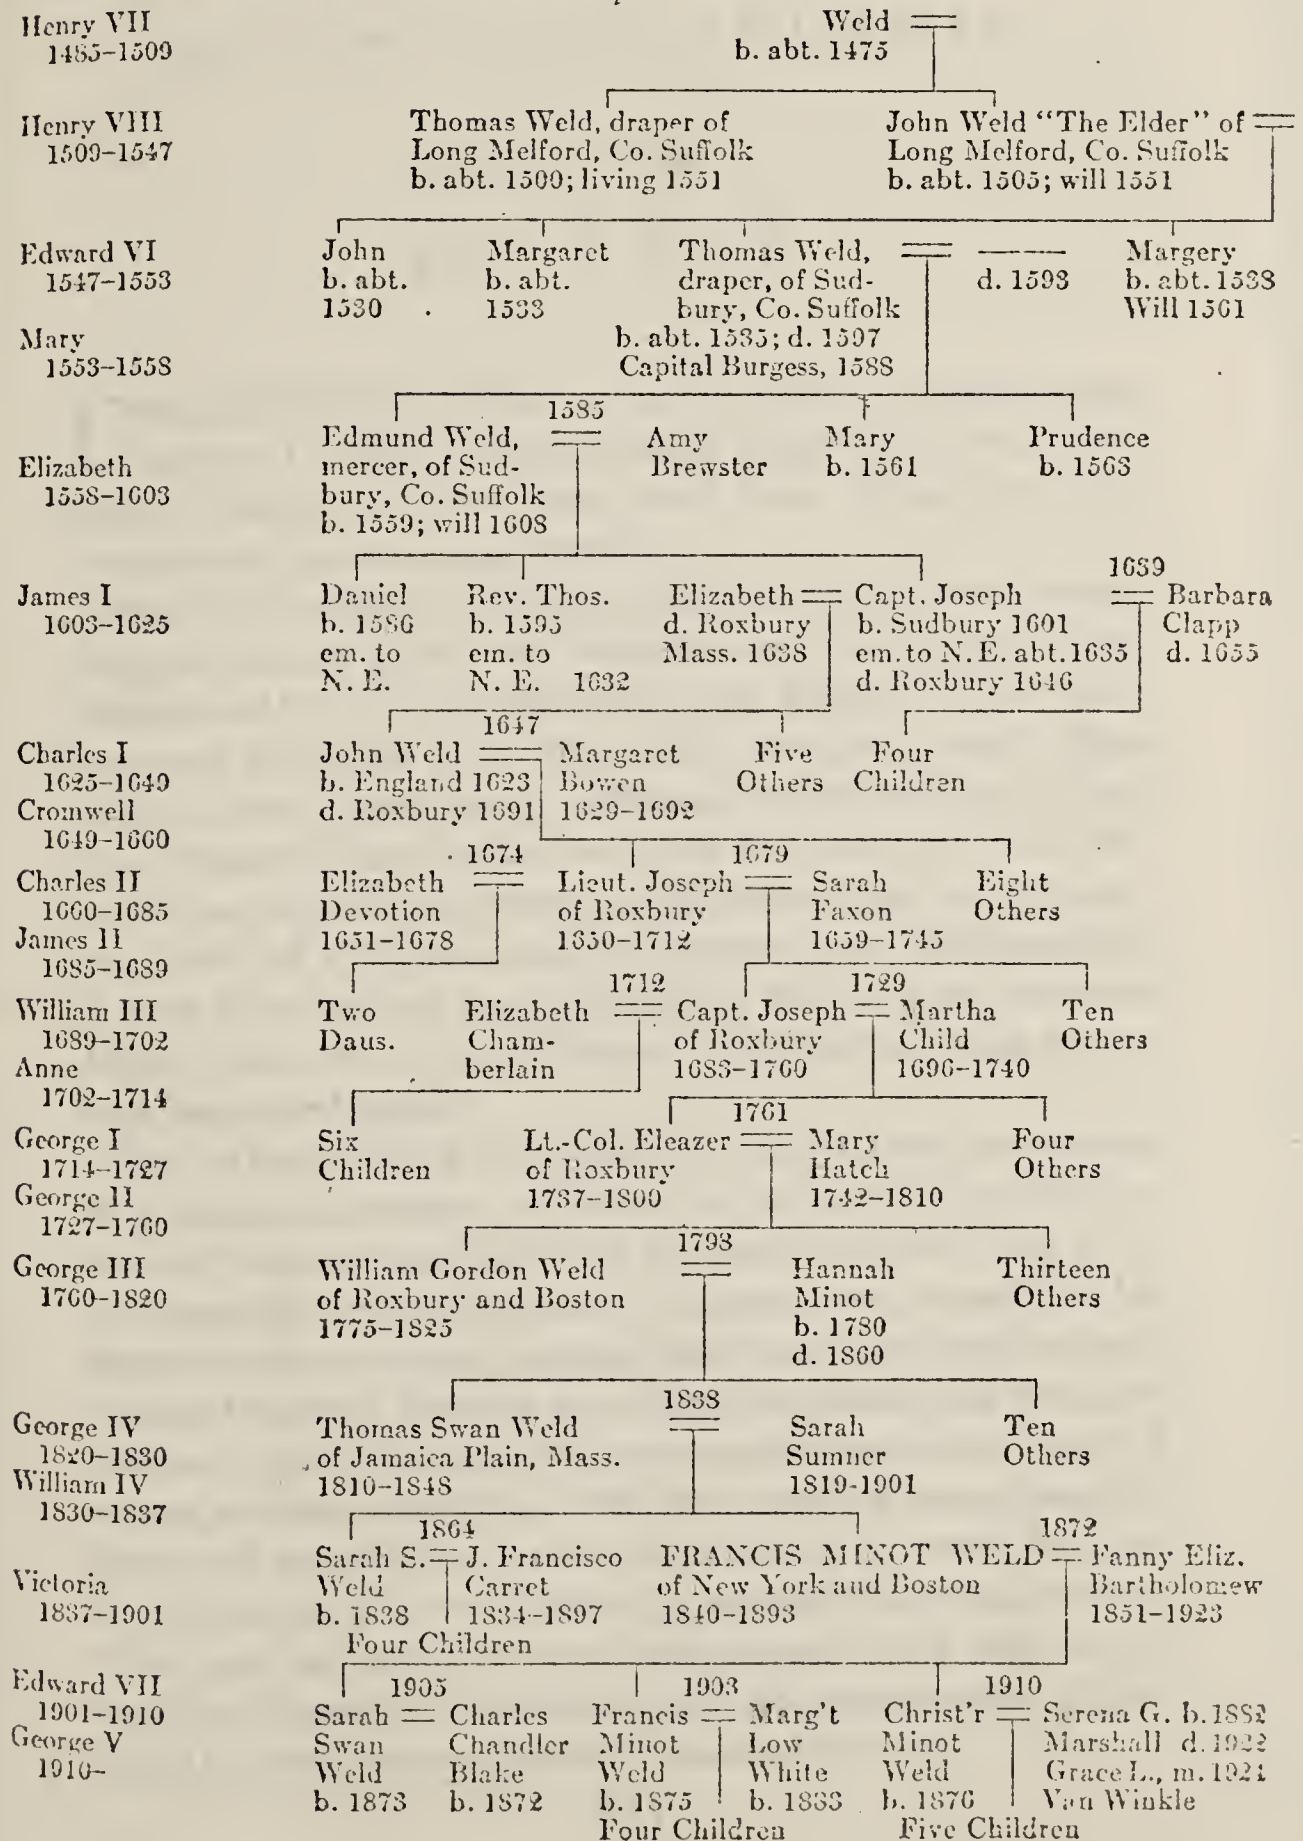 Henry VII Weld
1485–1509 b. abt. 1475
Henry VIII Thomas Weld, draper of John Weld “The Elder” of
1509–1547 Long Melford, Co. Suffolk Long Melford, Co. Suffolk
b. abt. 1500; living 1551 b. abt. 1505; will 1551
Edward VI John Margaret Thomas Weld, Margery
1547–1553 b. abt. b. abt. draper, of Sud- d. 1593 b. abt. 1538
1530 1533 bury, Co. Suffolk Will 1561
Mary b. abt. 1535; d. 1597
1553–1558 Capital Burgess, 1588
1585
Edmund Weld, Amy Mary Prudence
Elizabeth mercer, of Sud- Brewster b. 1561 b. 1563
1558–1603 bury, Co. Suffolk
b. 1559; will 1608
1639
James I Daniel Rev. Thos. Elizabeth Capt. Joseph Barbara
1603–1625 b. 1586 b. 1595 d. Roxbury b. Sudbury 1601 Clapp
em. to em. to Mass. 1638 em. to N. E. abt. 1635 d. 1655
N. E. N. E. 1632 d. Roxbury 1646
1647
Charles I John Weld Margaret Five Four
1625–1649 b. England 1623 Bowen Others Children
Cromwell d. Roxbury 1691 1629–1692
1649–1660
1674 1679
Charles II Elizabeth Lieut. Joseph Sarah Eight
1660–1685 Devotion of Roxbury Faxon Others
James II 1651–1678 1650–1712 1659–1745
1685–1689
1712 1729
William III Two Elizabeth Capt. Joseph Martha Ten
1689–1702 Daus. Cham- of Roxbury Child Others
Anne berlain 1683–1760 1696–1740
1702–1714
1761
George I Six Lt.-Col. Eleazer Mary Four
1714–1727 Children of Roxbury Hatch Others
George II 1737–1800 1742–1810
1727–1760
1798
George III William Gordon Weld Hannah Thirteen
1760–1820 of Roxbury and Boston Minot Others
1775–1825 b. 1780
d. 1860
1838
George IV Thomas Swan Weld Sarah Ten
1820–1830 of Jamaica Plain, Mass. Sumner Others
William IV 1810–1848 1819-1901
1830–1837
1864 1872
Sarah S. J. Francisco FRANCIS MINOT WELD Fanny Eliz.
Victoria Weld Carret of New York and Boston Bartholomew
1837–1901 b. 1838 1834–1897 1840–1893 1851–1923
Four Children
Edward VII 1905 1903 1910
1901–1910 Sarah Charles Francis Marg't Christ'r Serena G. b. 1882
George V Swan Chandler Minot Low Minot Marshall d. 1922
1910– Weld Blake Weld White Weld Grace L., m. 1924
b. 1873 b. 1872 b. 1875 b. 1883 b. 1876 Van Winkle
Four Children Five Children